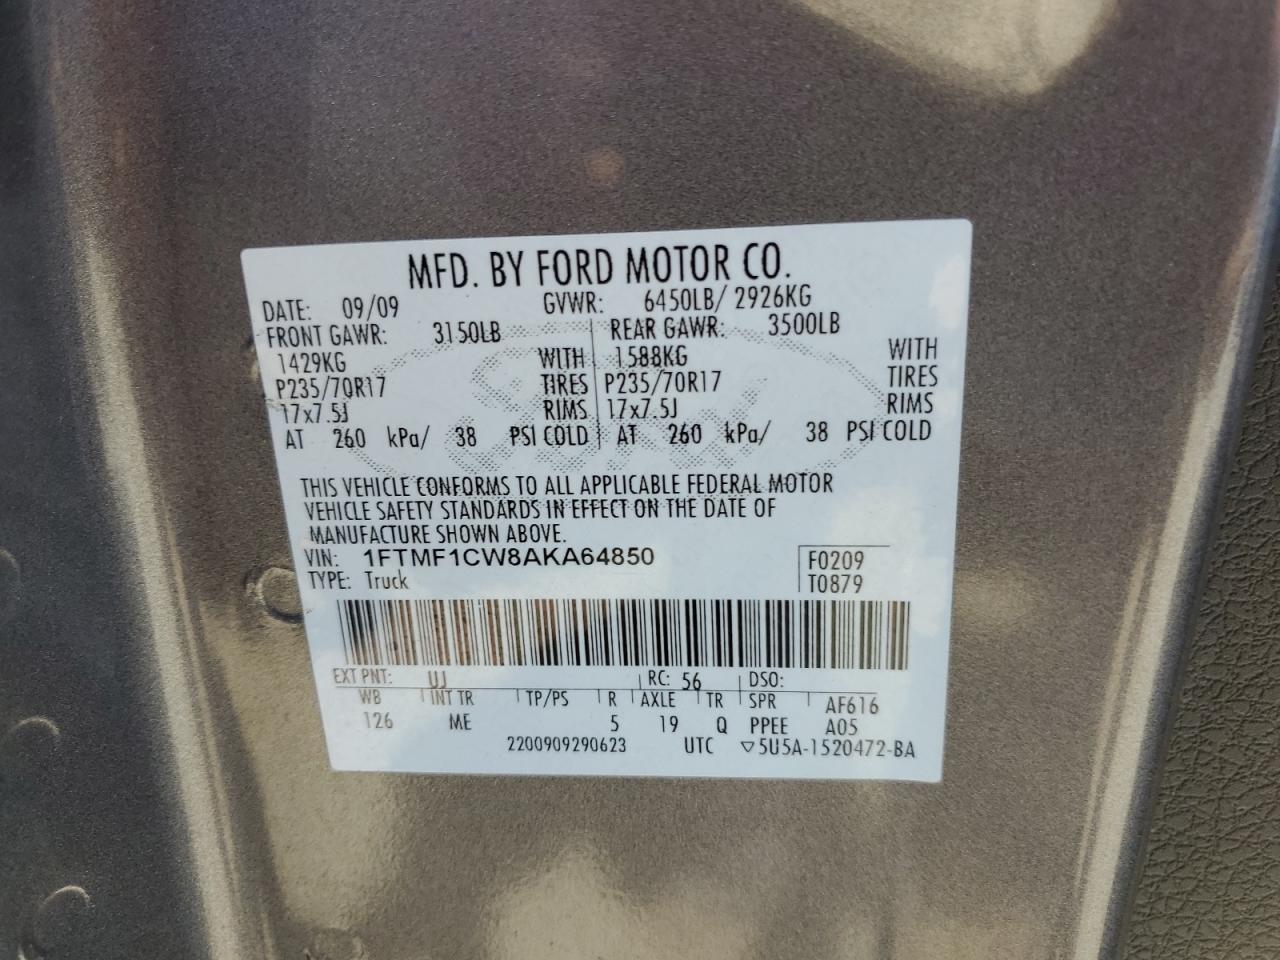 MFD. BY FORD MOTOR CO.
DATE: 09/09 GVWR: 6450LB/ 2926KG
FRONT GAWR: 3150LB REAR GAWR: 3500LB
1429KG WITH 1588KG WITH
P235/70R17 TIRES P235/70R17 TIRES
17x7.5J RIMS 17x7.5J RIMS
AT 260 kPa/ 38 PSI COLD AT 260 kPa/ 38 PSI COLD
THIS VEHICLE CONFORMS TO ALL APPLICABLE FEDERAL MOTOR
VEHICLE SAFETY STANDARDS IN EFFECT ON THE DATE OF
MANUFACTURE SHOWN ABOVE.
VIN: 1FTMF1CW8AKA64850 F0209
TYPE: Truck T0879
EXT PNT: UJ RC: 56 DSO:
WB INT TR TP/PS R AXLE TR SPR AF616
126 ME 5 19 Q PPEE A05
2200909290623 UTC ▽5U5A-1520472-BA